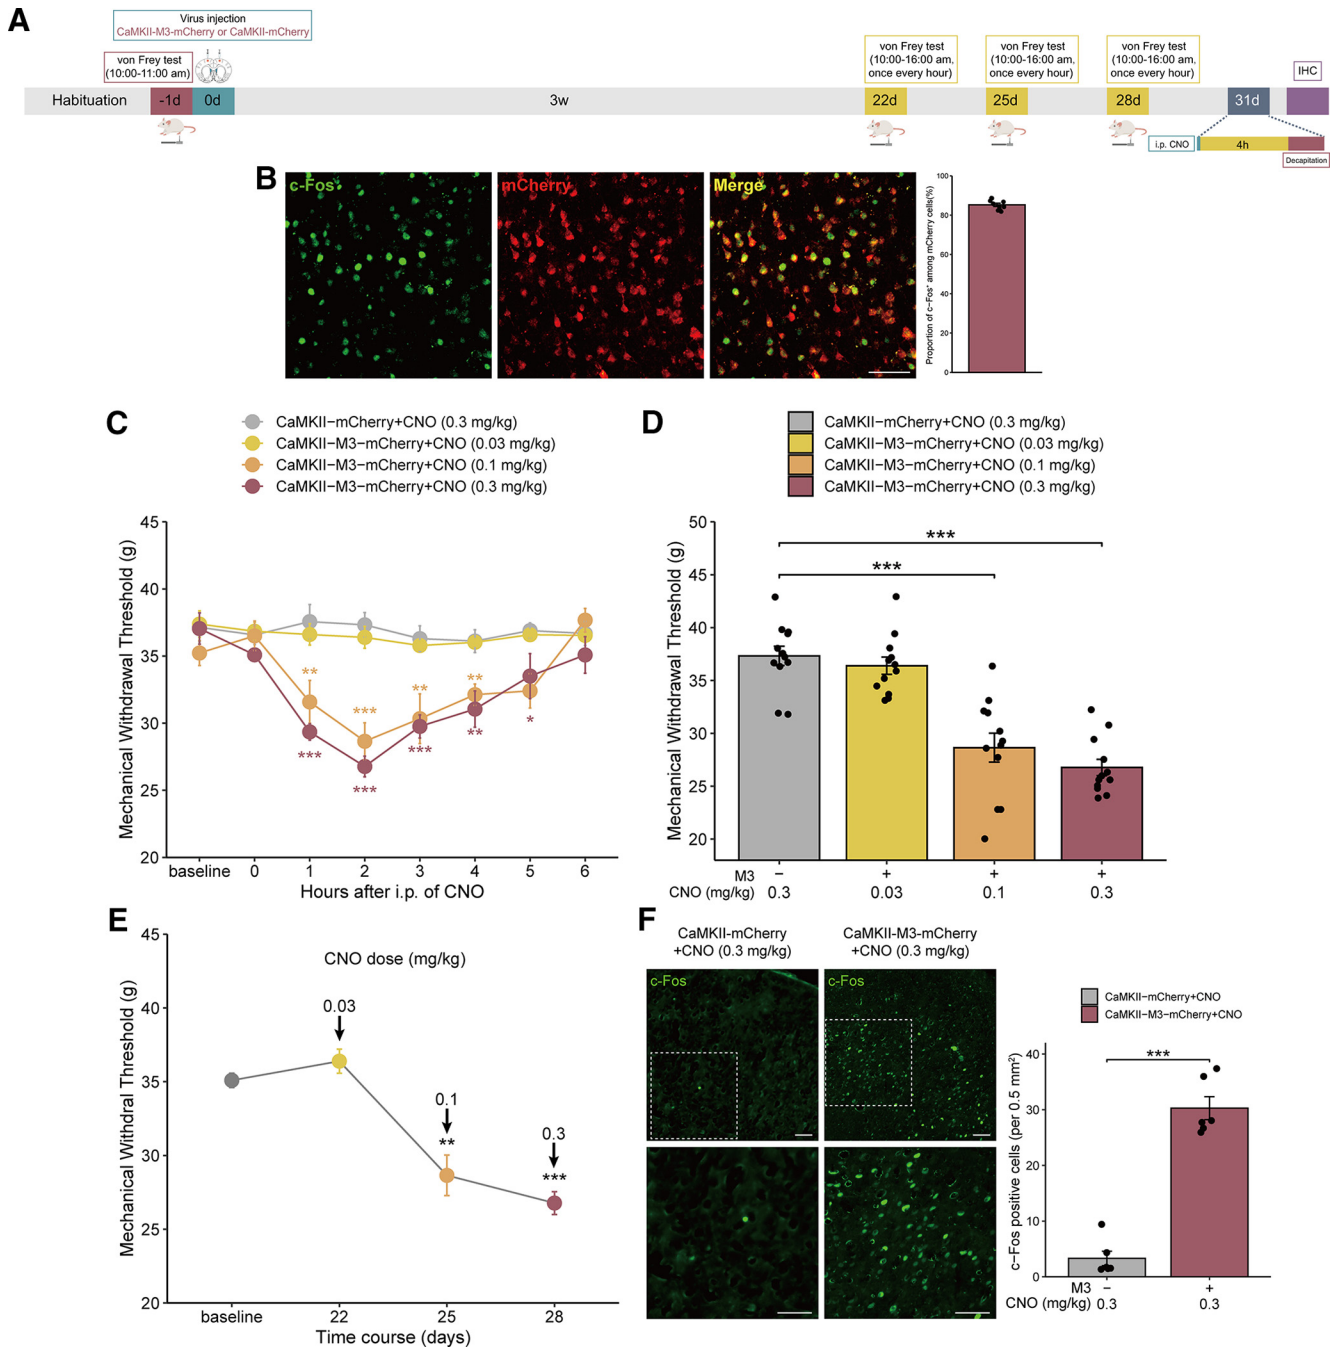 A
Virus injection
CaMKII-M3-mCherry or CaMKII-mCherry
von Frey test
(10:00-11:00 am)
von Frey test
(10:00-16:00 am,
once every hour)
von Frey test
(10:00-16:00 am,
once every hour)
von Frey test
(10:00-16:00 am,
once every hour)
IHC
Habituation
-1d
0d
3w
22d
25d
28d
31d
i.p. CNO
4h
Decapitation
B
c-Fos
mCherry
Merge
Proportion of c−Fos+ among mCherry cells(%)
100
80
60
40
20
0
C
CaMKII−mCherry+CNO (0.3 mg/kg)
CaMKII−M3−mCherry+CNO (0.03 mg/kg)
CaMKII−M3−mCherry+CNO (0.1 mg/kg)
CaMKII−M3−mCherry+CNO (0.3 mg/kg)
Mechanical Withdrawal Threshold (g)
45
40
35
30
25
20
**
***
**
**
***
***
***
**
*
baseline
0
1
2
3
4
5
6
Hours after i.p. of CNO
D
CaMKII−mCherry+CNO (0.3 mg/kg)
CaMKII−M3−mCherry+CNO (0.03 mg/kg)
CaMKII−M3−mCherry+CNO (0.1 mg/kg)
CaMKII−M3−mCherry+CNO (0.3 mg/kg)
Mechanical Withdrawal Threshold (g)
50
45
40
35
30
25
20
***
***
M3 − + + +
CNO (mg/kg) 0.3 0.03 0.1 0.3
E
Mechanical Withdral Threshold (g)
45
40
35
30
25
20
CNO dose (mg/kg)
0.03
0.1
**
0.3
***
baseline
22
25
28
Time course (days)
F
CaMKII-mCherry
+CNO (0.3 mg/kg)
CaMKII-M3-mCherry
+CNO (0.3 mg/kg)
c-Fos
c-Fos
CaMKII−mCherry+CNO
CaMKII−M3−mCherry+CNO
c−Fos positive cells (per 0.5 mm²)
40
30
20
10
0
***
M3 − +
CNO (mg/kg) 0.3 0.3